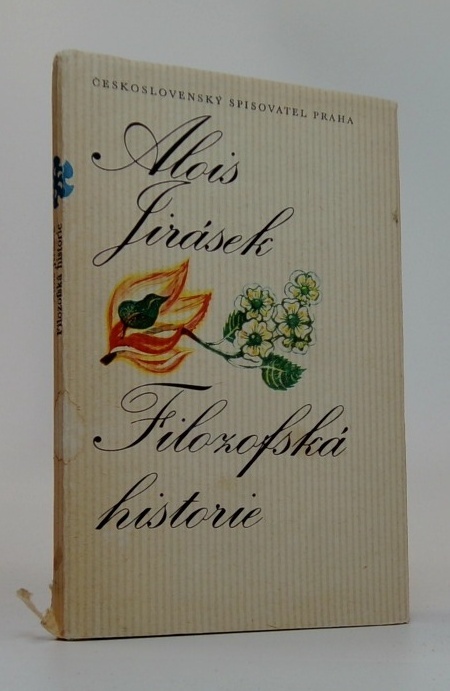 ČESKOSLOVENSKÝ SPISOVATEL PRAHA
Alois
Jirásek
Filozofská
historie
Filozofská historie